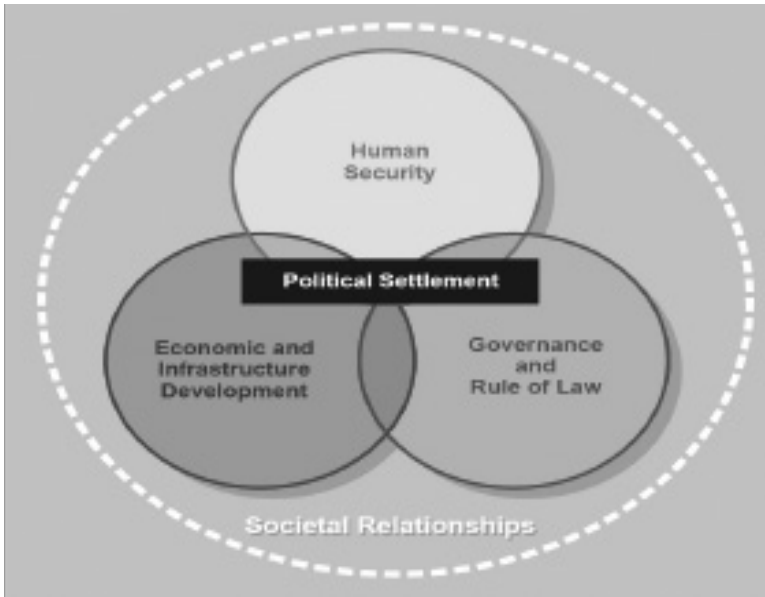 Human
Security
Political Settlement
Economic and
Infrastructure
Development
Governance
and
Rule of Law
Societal Relationships